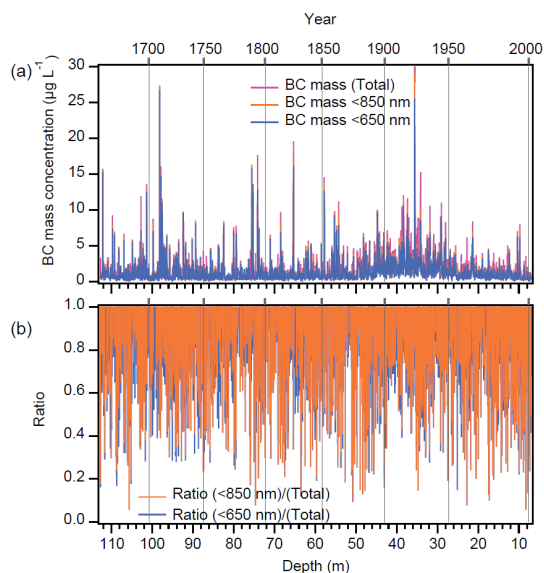 Year
1700 1750 1800 1850 1900 1950 2000
(a)
BC mass concentration (µg L⁻¹)
30
25
20
15
10
5
0
BC mass (Total)
BC mass <850 nm
BC mass <650 nm
(b)
Ratio
1.0
0.8
0.6
0.4
0.2
0.0
Ratio (<850 nm)/(Total)
Ratio (<650 nm)/(Total)
110 100 90 80 70 60 50 40 30 20 10
Depth (m)